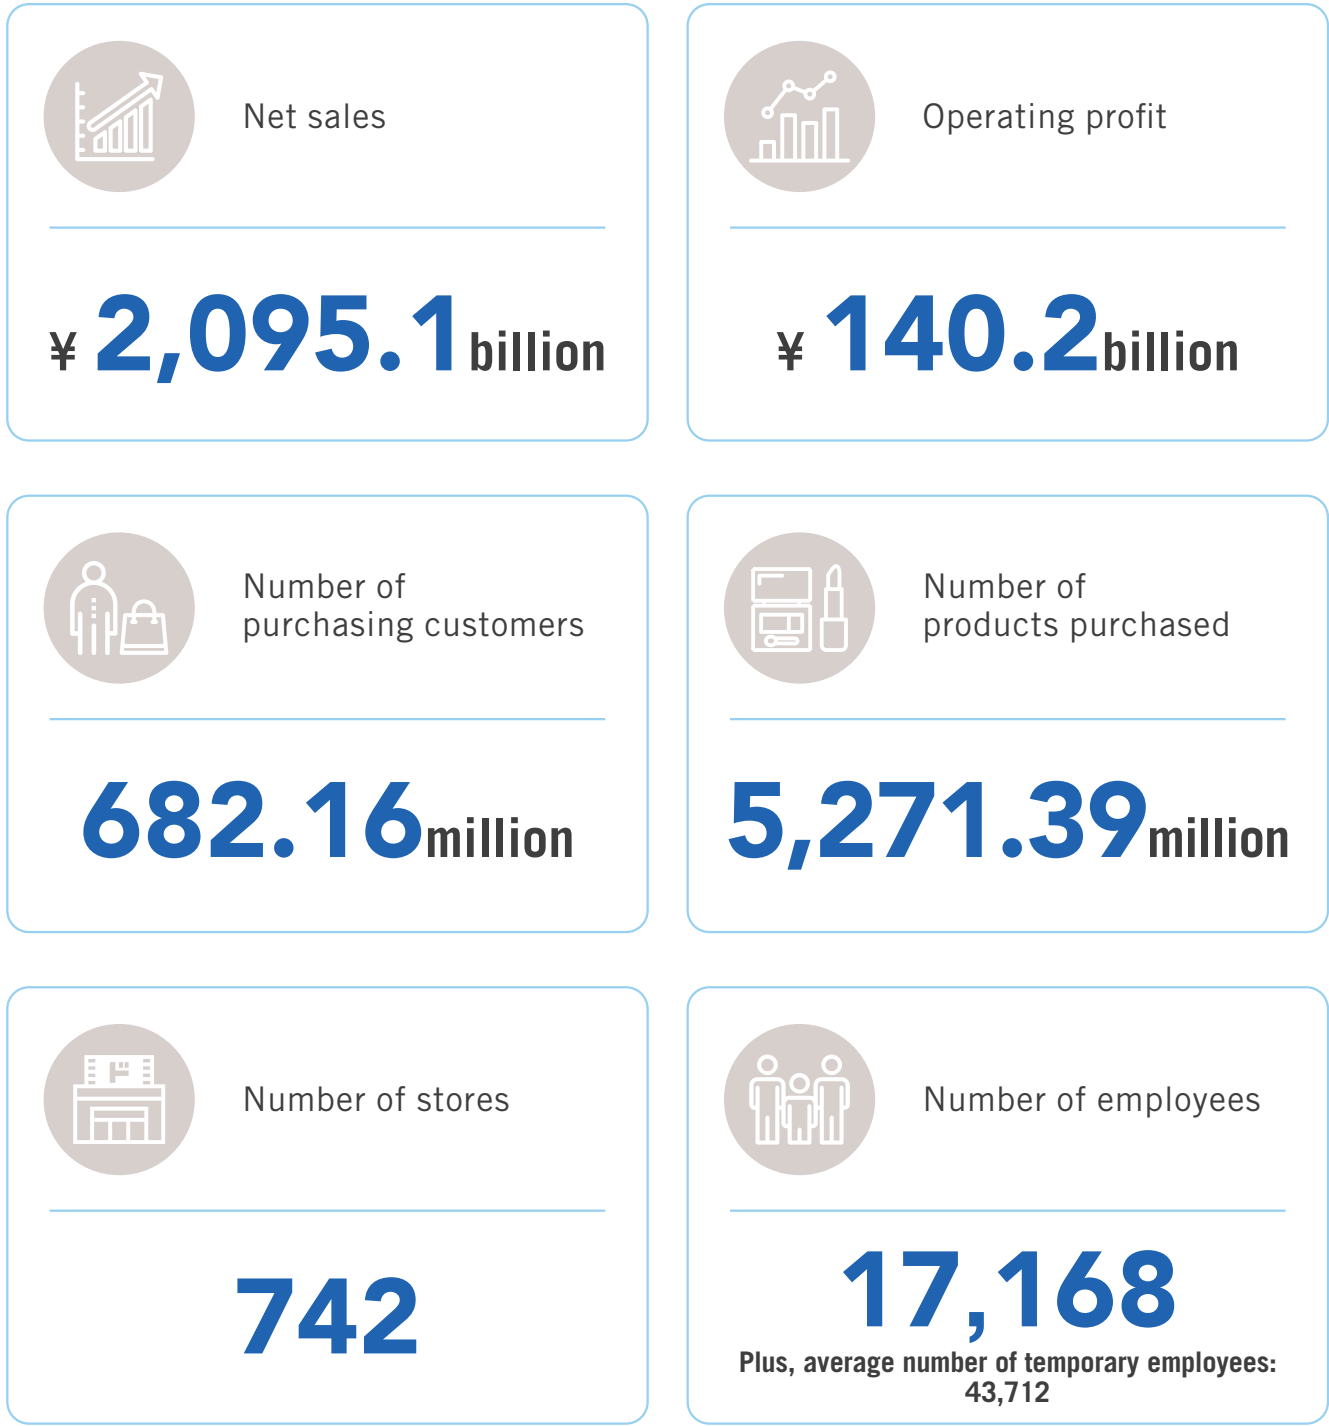 Net sales
¥ 2,095.1 billion
Operating profit
¥ 140.2 billion
Number of
purchasing customers
682.16 million
Number of
products purchased
5,271.39 million
Number of stores
742
Number of employees
17,168
Plus, average number of temporary employees:
43,712